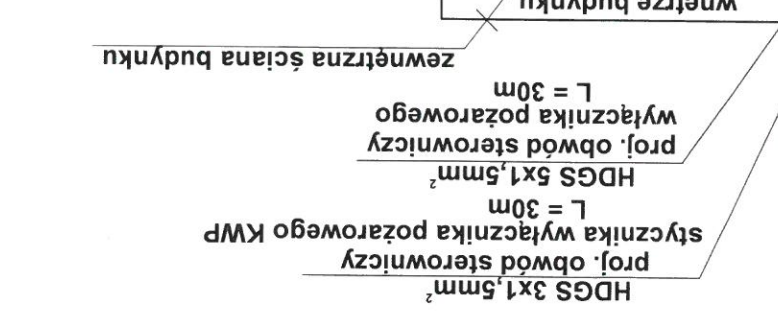 HDGS 3x1,5mm²
proj. obwód sterowniczy
stycznika wyłącznika pożarowego KWP
L = 30m
HDGS 5x1,5mm²
proj. obwód sterowniczy
wyłącznika pożarowego
L = 30m
zewnętrzna ściana budynku
wnętrze budynku